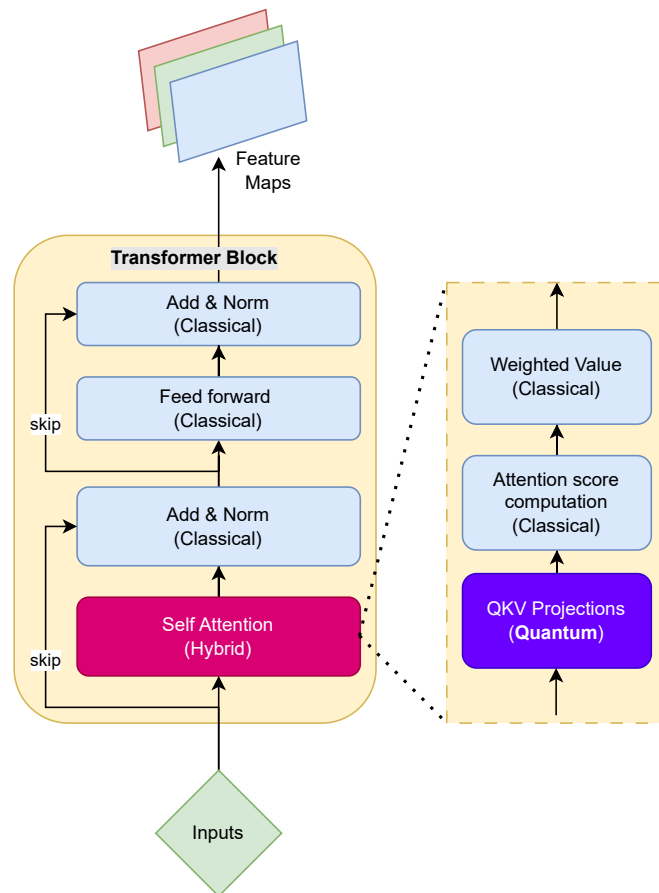 Feature
Maps
Transformer Block
Add & Norm
(Classical)
Feed forward
(Classical)
skip
Add & Norm
(Classical)
Self Attention
(Hybrid)
skip
Inputs
Weighted Value
(Classical)
Attention score
computation
(Classical)
QKV Projections
(Quantum)